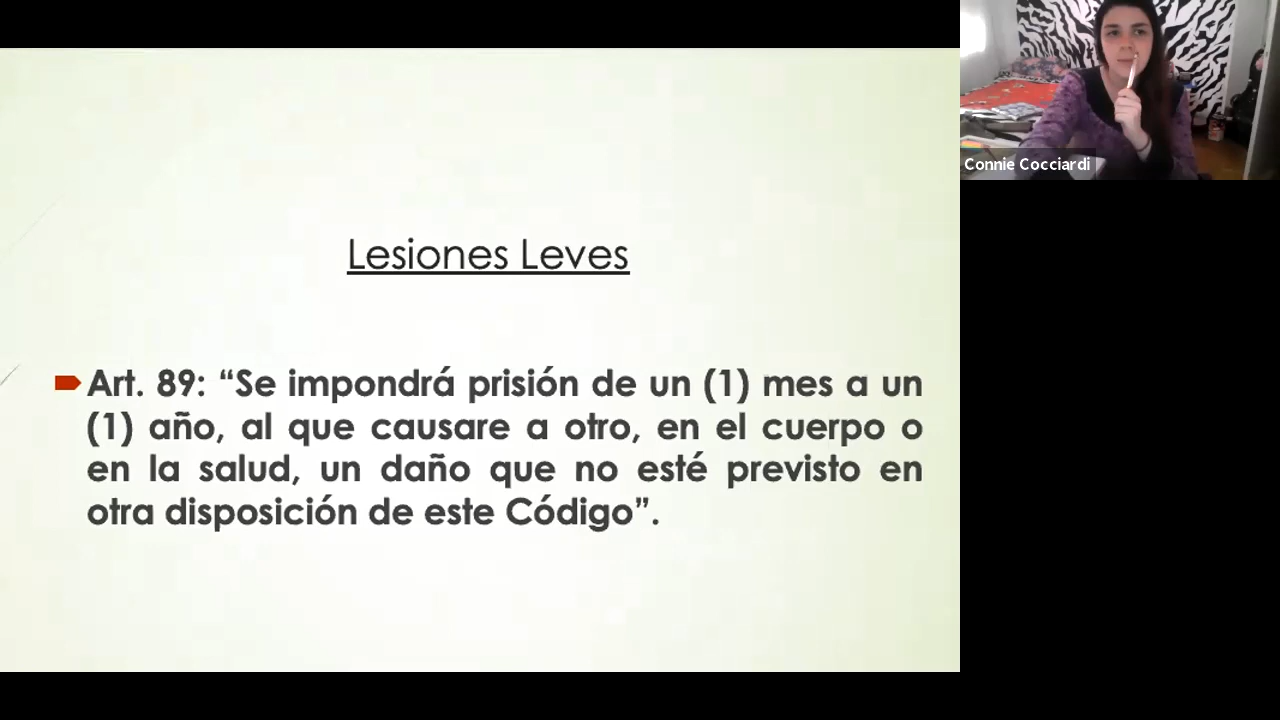 Lesiones Leves
Art. 89: “Se impondrá prisión de un (1) mes a un
(1) año, al que causare a otro, en el cuerpo o
en la salud, un daño que no esté previsto en
otra disposición de este Código”.
Connie Cocciardi